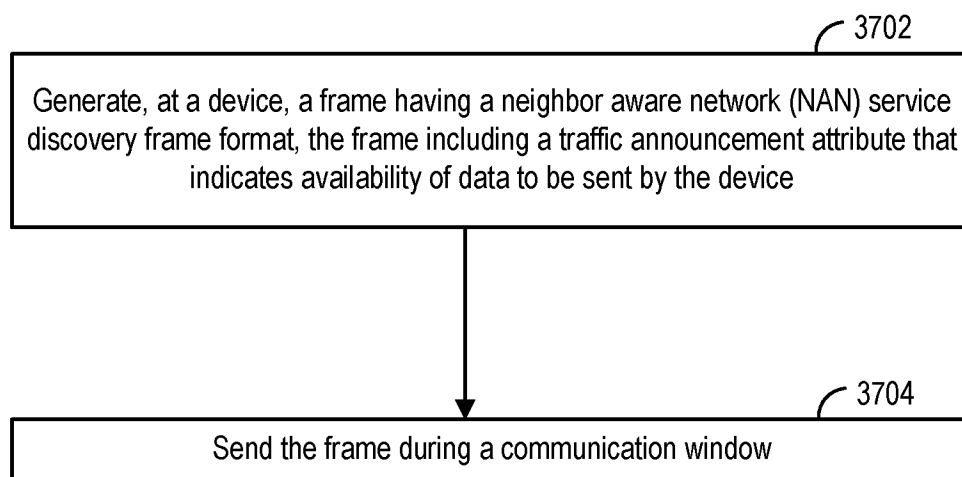 3702
Generate, at a device, a frame having a neighbor aware network (NAN) service
discovery frame format, the frame including a traffic announcement attribute that
indicates availability of data to be sent by the device
3704
Send the frame during a communication window